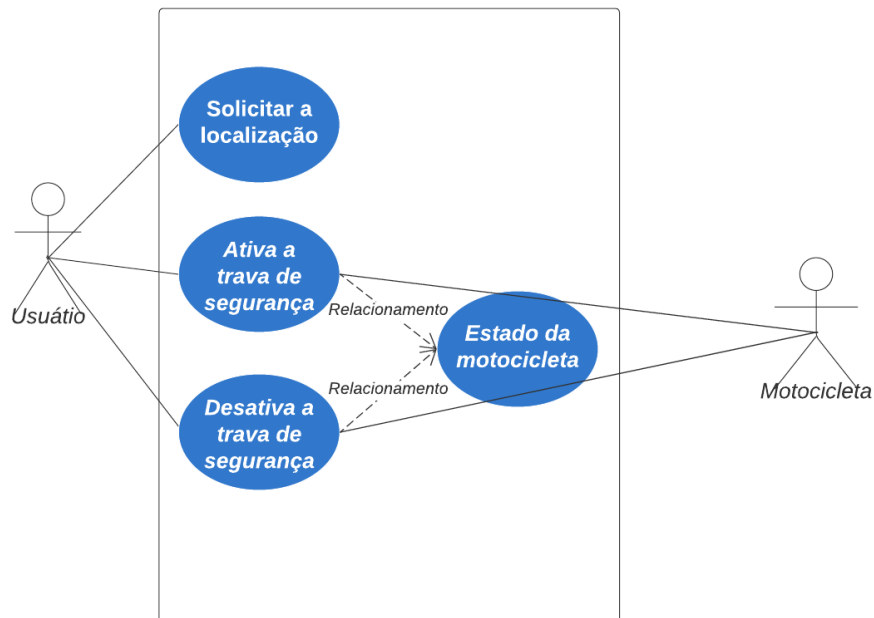 Solicitar a
localização
Ativa a
trava de
segurança
Relacionamento
Usuátio
Estado da
motocicleta
Relacionamento
Motocicleta
Desativa a
trava de
segurança